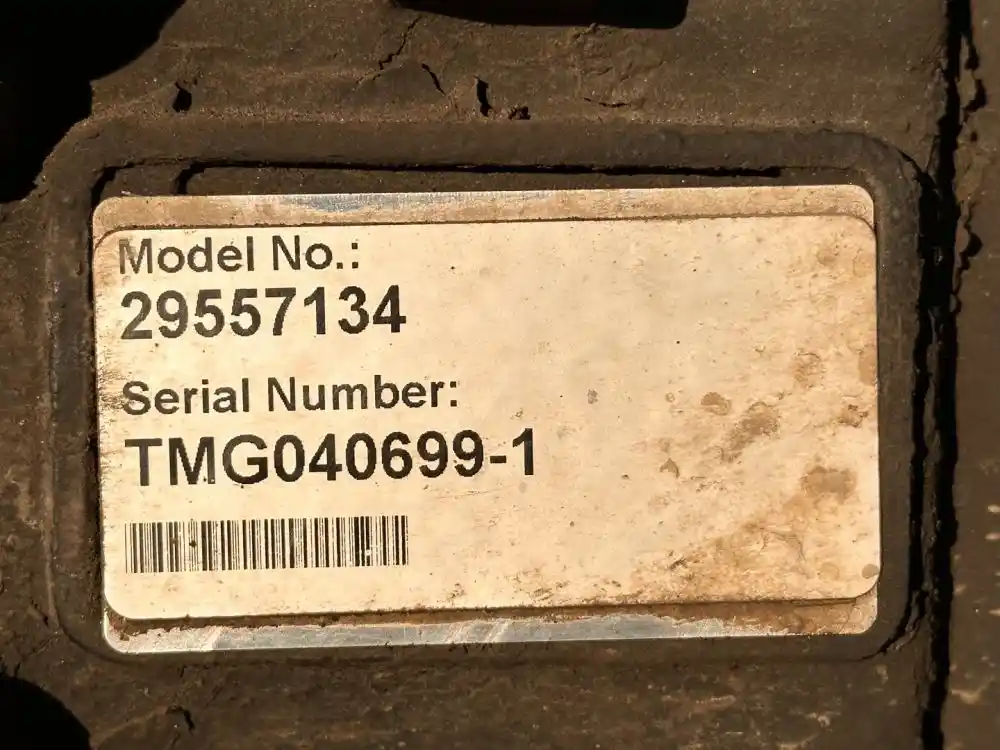 Model No.:
29557134
Serial Number:
TMG040699-1